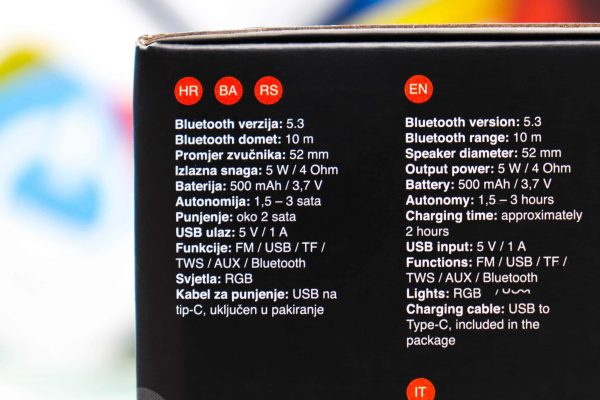 HR BA RS
Bluetooth verzija: 5.3
Bluetooth domet: 10 m
Promjer zvučnika: 52 mm
Izlazna snaga: 5 W / 4 Ohm
Baterija: 500 mAh / 3,7 V
Autonomija: 1,5 – 3 sata
Punjenje: oko 2 sata
USB ulaz: 5 V / 1 A
Funkcije: FM / USB / TF /
TWS / AUX / Bluetooth
Svjetla: RGB
Kabel za punjenje: USB na
tip-C, uključen u pakiranje
EN
Bluetooth version: 5.3
Bluetooth range: 10 m
Speaker diameter: 52 mm
Output power: 5 W / 4 Ohm
Battery: 500 mAh / 3,7 V
Autonomy: 1,5 – 3 hours
Charging time: approximately
2 hours
USB input: 5 V / 1 A
Functions: FM / USB / TF /
TWS / AUX / Bluetooth
Lights: RGB
Charging cable: USB to
Type-C, included in the
package
IT